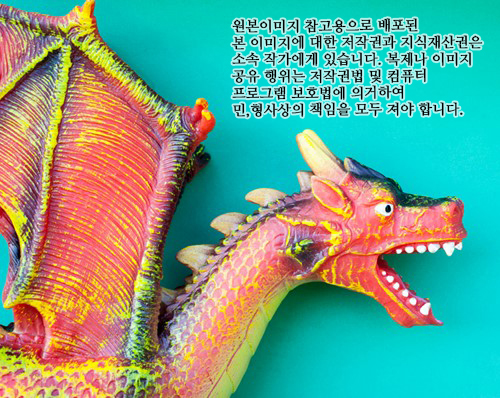 원본이미지 참고용으로 배포된
본 이미지에 대한 저작권과 지식재산권은
소속 작가에게 있습니다. 복제나 이미지
공유 행위는 저작권법 및 컴퓨터
프로그램 보호법에 의거하여
민,형사상의 책임을 모두 져야 합니다.